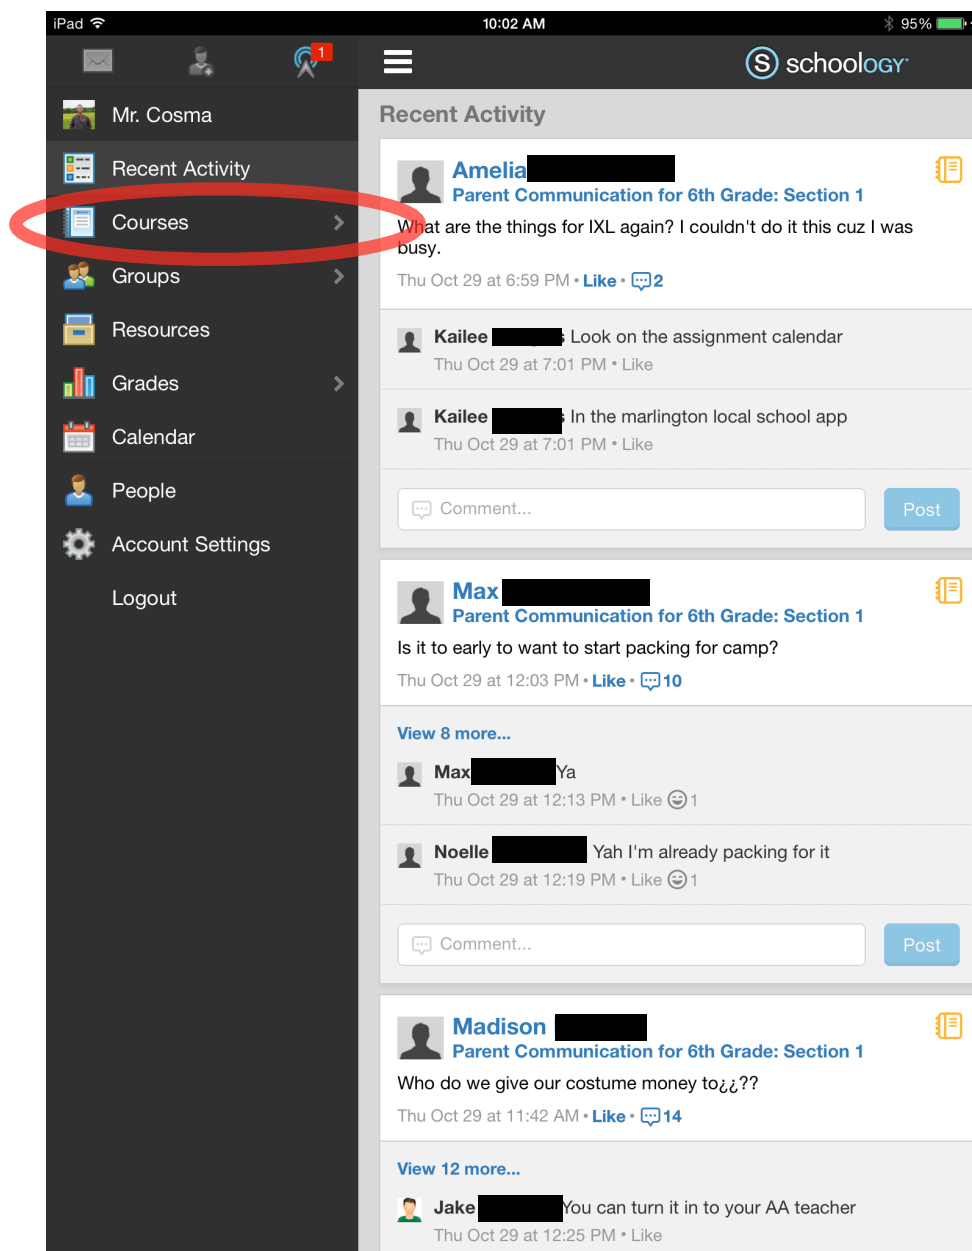 iPad 10:02 AM 95%
1
S schoology
Mr. Cosma
Recent Activity
Courses
Groups
Resources
Grades
Calendar
People
Account Settings
Logout
Recent Activity
Amelia
Parent Communication for 6th Grade: Section 1
What are the things for IXL again? I couldn't do it this cuz I was
busy.
Thu Oct 29 at 6:59 PM • Like • 2
Kailee Look on the assignment calendar
Thu Oct 29 at 7:01 PM • Like
Kailee In the marlington local school app
Thu Oct 29 at 7:01 PM • Like
Comment... Post
Max
Parent Communication for 6th Grade: Section 1
Is it to early to want to start packing for camp?
Thu Oct 29 at 12:03 PM • Like • 10
View 8 more...
Max Ya
Thu Oct 29 at 12:13 PM • Like 1
Noelle Yah I'm already packing for it
Thu Oct 29 at 12:19 PM • Like 1
Comment... Post
Madison
Parent Communication for 6th Grade: Section 1
Who do we give our costume money to¿¿??
Thu Oct 29 at 11:42 AM • Like • 14
View 12 more...
Jake You can turn it in to your AA teacher
Thu Oct 29 at 12:25 PM • Like